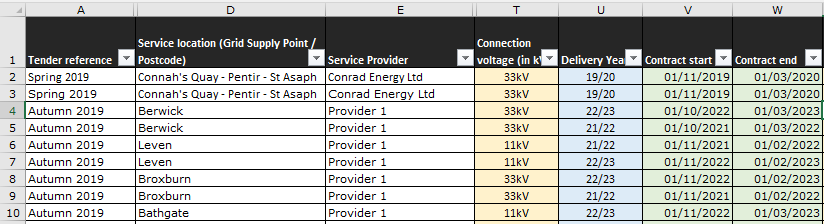 A D E T U V W
1 Tender reference Service location (Grid Supply Point / Postcode) Service Provider Connection voltage (in kV Delivery Yea Contract start Contract end
2 Spring 2019 Connah's Quay - Pentir - St Asaph Conrad Energy Ltd 33kV 19/20 01/11/2019 01/03/2020
3 Spring 2019 Connah's Quay - Pentir - St Asaph Conrad Energy Ltd 33kV 19/20 01/11/2019 01/03/2020
4 Autumn 2019 Berwick Provider 1 33kV 22/23 01/10/2022 01/03/2023
5 Autumn 2019 Berwick Provider 1 33kV 21/22 01/10/2021 01/03/2022
6 Autumn 2019 Leven Provider 1 11kV 21/22 01/11/2021 01/02/2022
7 Autumn 2019 Leven Provider 1 11kV 22/23 01/11/2022 01/02/2023
8 Autumn 2019 Broxburn Provider 1 33kV 22/23 01/11/2022 01/02/2023
9 Autumn 2019 Broxburn Provider 1 33kV 21/22 01/11/2021 01/02/2022
10 Autumn 2019 Bathgate Provider 1 11kV 22/23 01/11/2022 01/03/2023